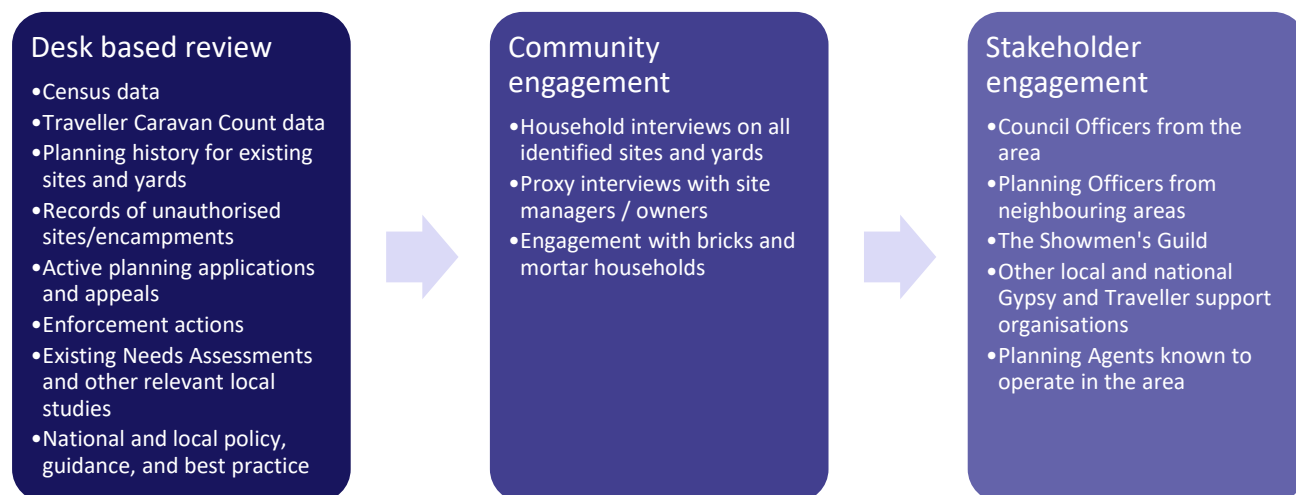 Desk based review
•Census data
•Traveller Caravan Count data
•Planning history for existing
sites and yards
•Records of unauthorised
sites/encampments
•Active planning applications
and appeals
•Enforcement actions
•Existing Needs Assessments
and other relevant local
studies
•National and local policy,
guidance, and best practice
Community
engagement
•Household interviews on all
identified sites and yards
•Proxy interviews with site
managers / owners
•Engagement with bricks and
mortar households
Stakeholder
engagement
•Council Officers from the
area
•Planning Officers from
neighbouring areas
•The Showmen's Guild
•Other local and national
Gypsy and Traveller support
organisations
•Planning Agents known to
operate in the area